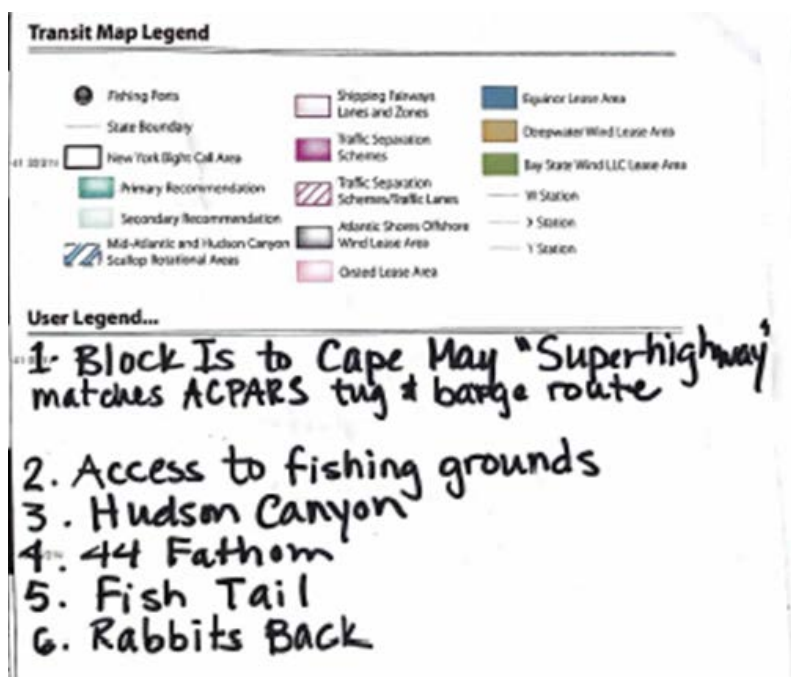 Transit Map Legend
Fishing Ports
State Boundary
New York Bight Call Area
Primary Recommendation
Secondary Recommendation
Mid-Atlantic and Hudson Canyon
Scallop Rotational Areas
Shipping Fairways
Lanes and Zones
Traffic Separation
Schemes
Traffic Separation
Schemes/Traffic Lanes
Atlantic Shores Offshore
Wind Lease Area
Orsted Lease Area
Equinor Lease Area
Deepwater Wind Lease Area
Bay State Wind LLC Lease Area
W Station
Station
Y Station
User Legend...
1. Block Is to Cape May "Superhighway"
matches ACPARS tug & barge route
2. Access to fishing grounds
3. Hudson Canyon
4. 44 Fathom
5. Fish Tail
6. Rabbits Back